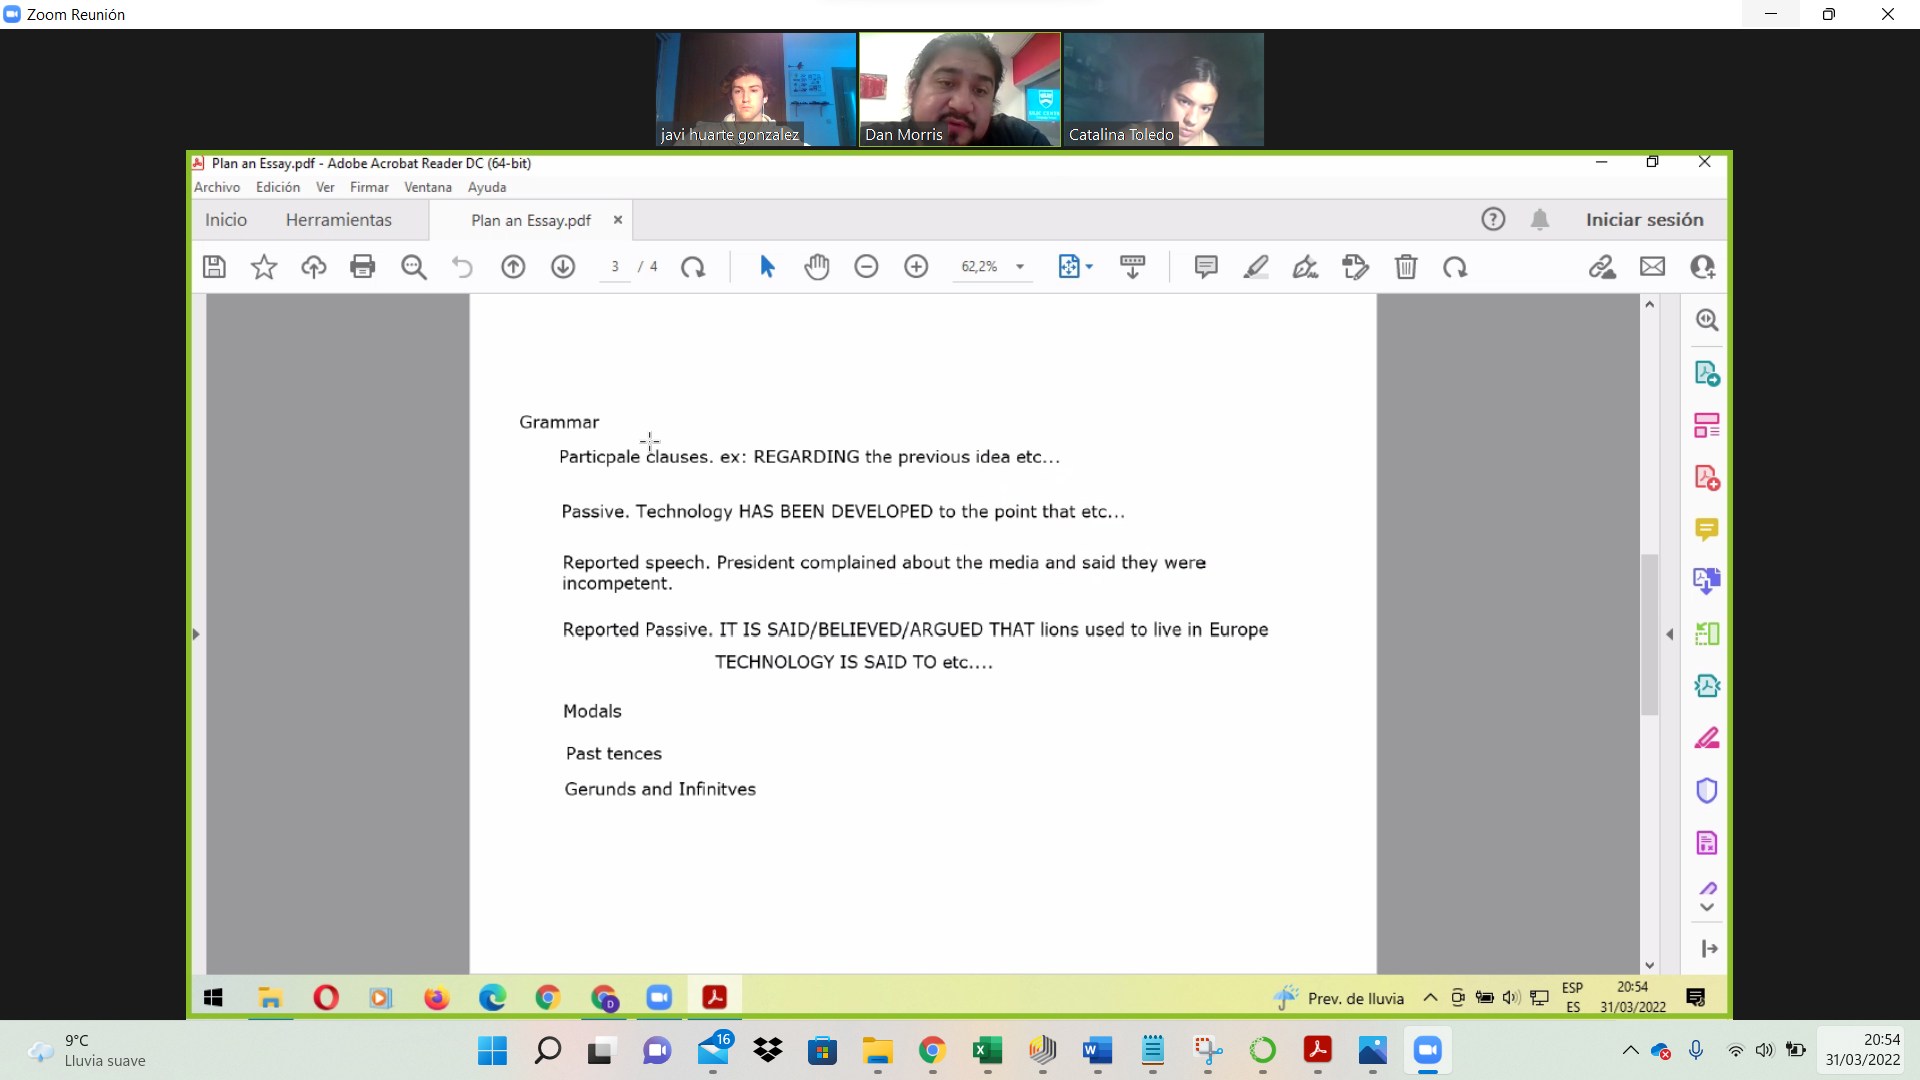 Zoom Reunión
javi huarte gonzalez
Dan Morris
Catalina Toledo
Plan an Essay.pdf - Adobe Acrobat Reader DC (64-bit)
Archivo Edición Ver Firmar Ventana Ayuda
Inicio Herramientas Plan an Essay.pdf Iniciar sesión
3 / 4 62,2%
Grammar
Particpale clauses. ex: REGARDING the previous idea etc...
Passive. Technology HAS BEEN DEVELOPED to the point that etc...
Reported speech. President complained about the media and said they were
incompetent.
Reported Passive. IT IS SAID/BELIEVED/ARGUED THAT lions used to live in Europe
TECHNOLOGY IS SAID TO etc....
Modals
Past tences
Gerunds and Infinitves
Prev. de lluvia
ESP
ES
20:54
31/03/2022
9°C
Lluvia suave
16
20:54
31/03/2022